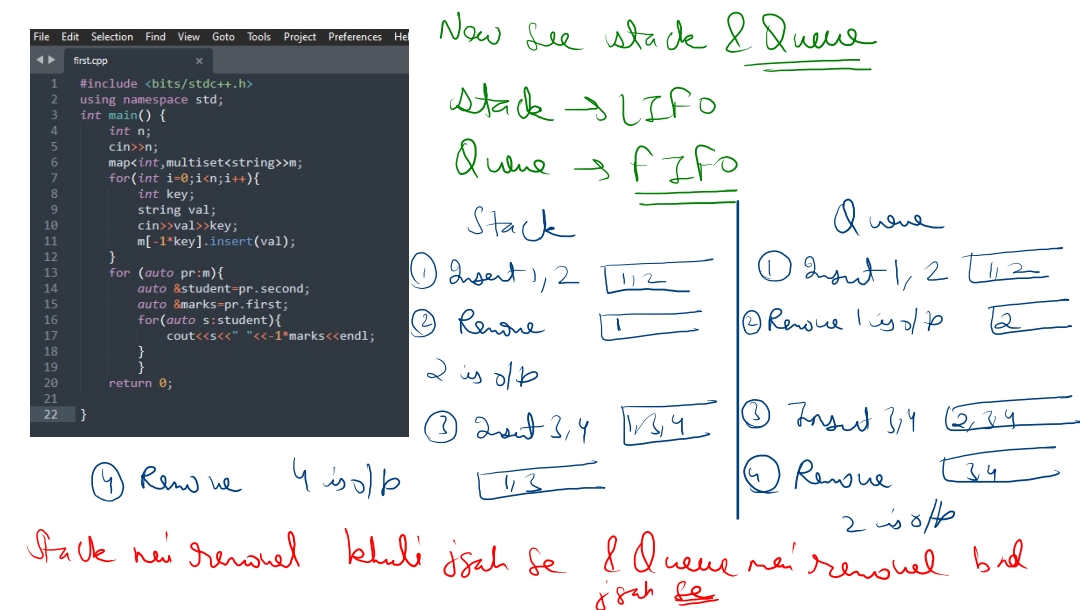 File Edit Selection Find View Goto Tools Project Preferences Hel
first.cpp ×
1 #include <bits/stdc++.h>
2 using namespace std;
3 int main() {
4 int n;
5 cin>>n;
6 map<int,multiset<string>>m;
7 for(int i=0;i<n;i++){
8 int key;
9 string val;
10 cin>>val>>key;
11 m[-1*key].insert(val);
12 }
13 for (auto pr:m){
14 auto &student=pr.second;
15 auto &marks=pr.first;
16 for(auto s:student){
17 cout<<s<<" "<<-1*marks<<endl;
18 }
19 }
20 return 0;
21
22 }
Now see stack & Queue
Stack → LIFO
Queue → FIFO
Stack
① Insert 1, 2 1, 2
② Remove 1
2 is o/p
③ Insert 3, 4 1, 3, 4
④ Remove 4 is o/p 1, 3
Queue
① Insert 1, 2 1, 2
② Remove 1 is o/p 2
③ Insert 3, 4 2, 3, 4
④ Remove 3, 4
2 is o/p
Stack mei removel khuli jgah se & Queue mei removel bnd
jgah se